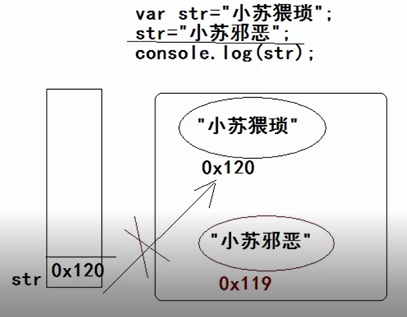 var str="小苏猥琐";
str="小苏邪恶";
console.log(str);
"小苏猥琐"
0x120
"小苏邪恶"
0x120
str
0x119